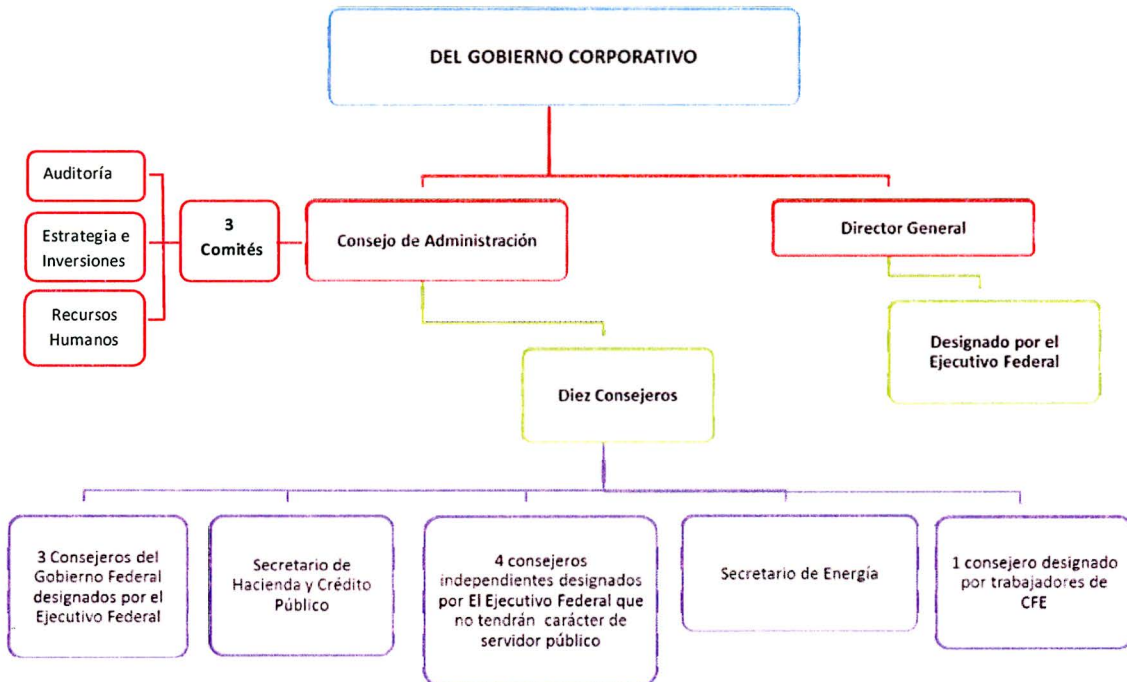 DEL GOBIERNO CORPORATIVO
Auditoría
Estrategia e
Inversiones
Recursos
Humanos
3
Comités
Consejo de Administración
Director General
Designado por el
Ejecutivo Federal
Diez Consejeros
3 Consejeros del
Gobierno Federal
designados por el
Ejecutivo Federal
Secretario de
Hacienda y Crédito
Público
4 consejeros
independientes designados
por El Ejecutivo Federal que
no tendrán carácter de
servidor público
Secretario de Energía
1 consejero designado
por trabajadores de
CFE